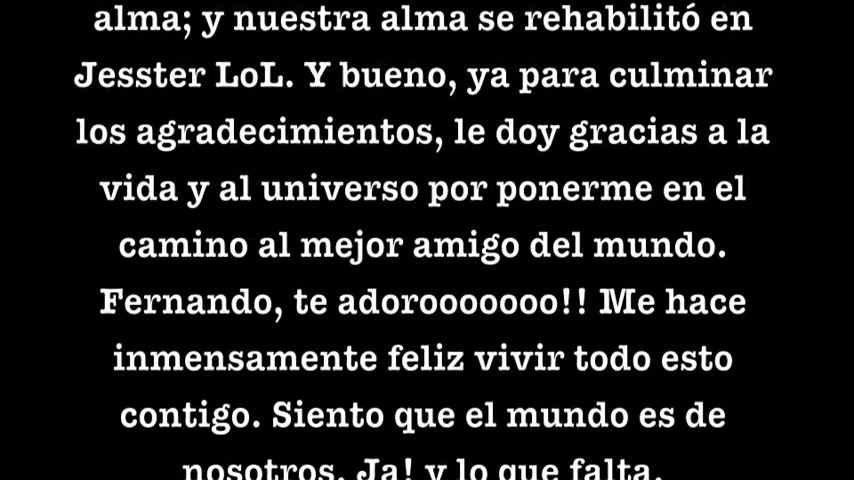 alma; y nuestra alma se rehabilitó en
Jesster LoL. Y bueno, ya para culminar
los agradecimientos, le doy gracias a la
vida y al universo por ponerme en el
camino al mejor amigo del mundo.
Fernando, te adorooooooo!! Me hace
inmensamente feliz vivir todo esto
contigo. Siento que el mundo es de
nosotros. Ja! y lo que falta.